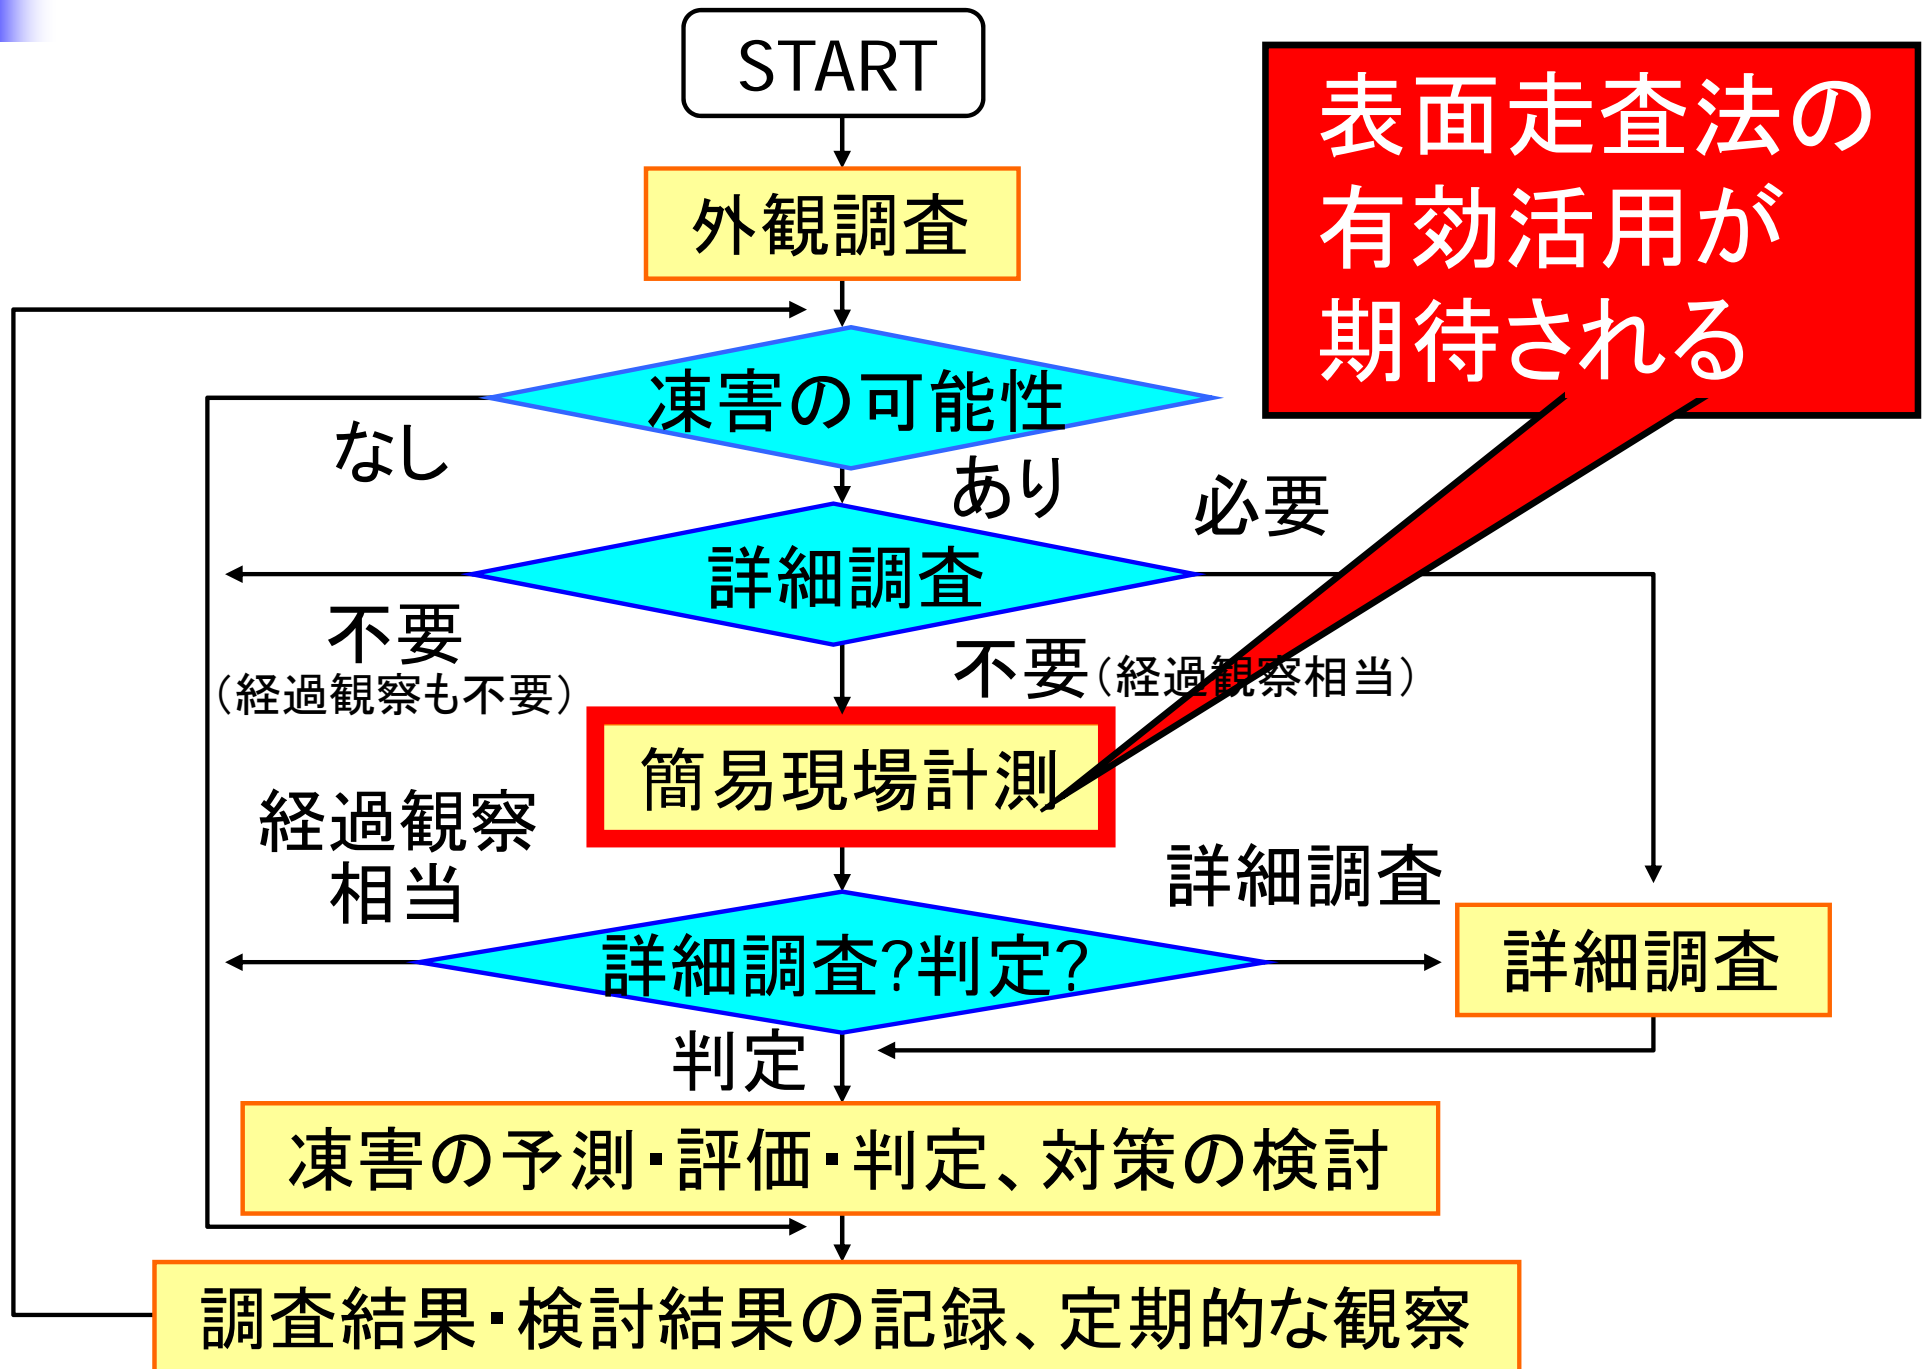 START
表面走査法の
有効活用が
期待される
外観調査
凍害の可能性
なし
あり
必要
詳細調査
不要
（経過観察も不要）
不要（経過観察相当）
簡易現場計測
経過観察
相当
詳細調査
詳細調査?判定?
詳細調査
判定
凍害の予測・評価・判定、対策の検討
調査結果・検討結果の記録、定期的な観察